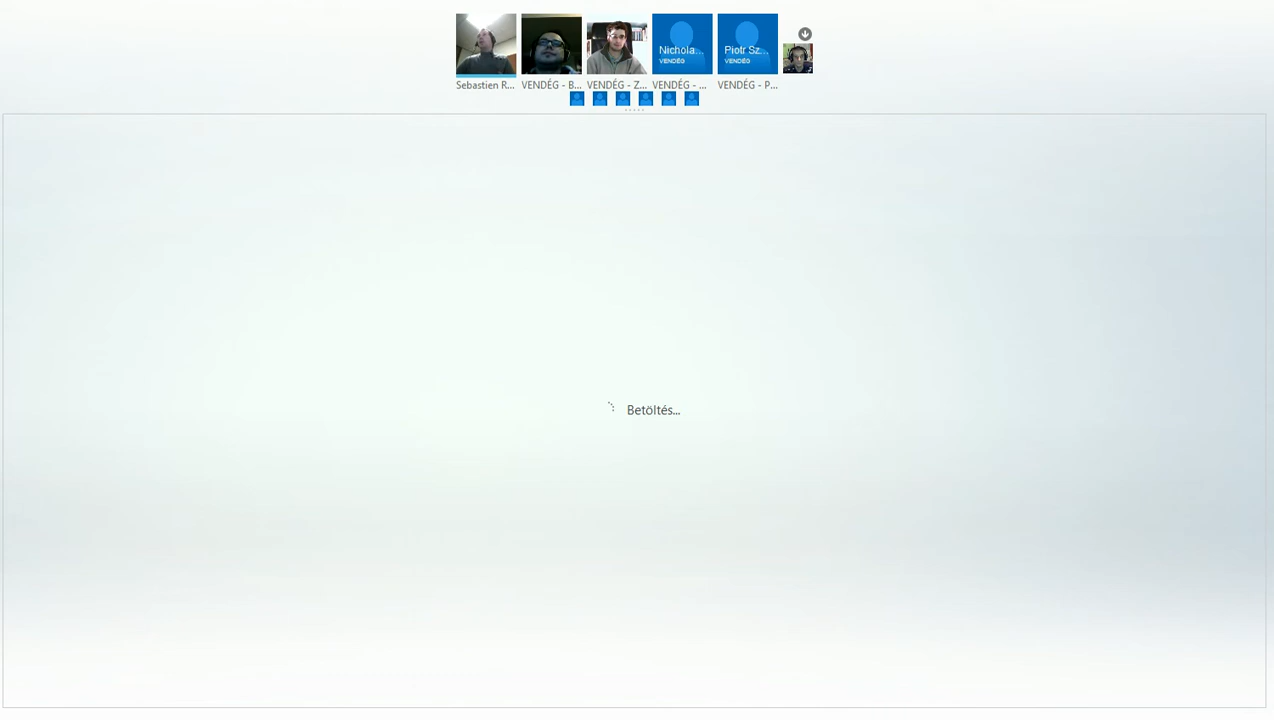 Nichola... Piotr Sz...
VENDÉG VENDÉG
Sebastien R... VENDÉG - B... VENDÉG - Z... VENDÉG - ... VENDÉG - P...
Betöltés...